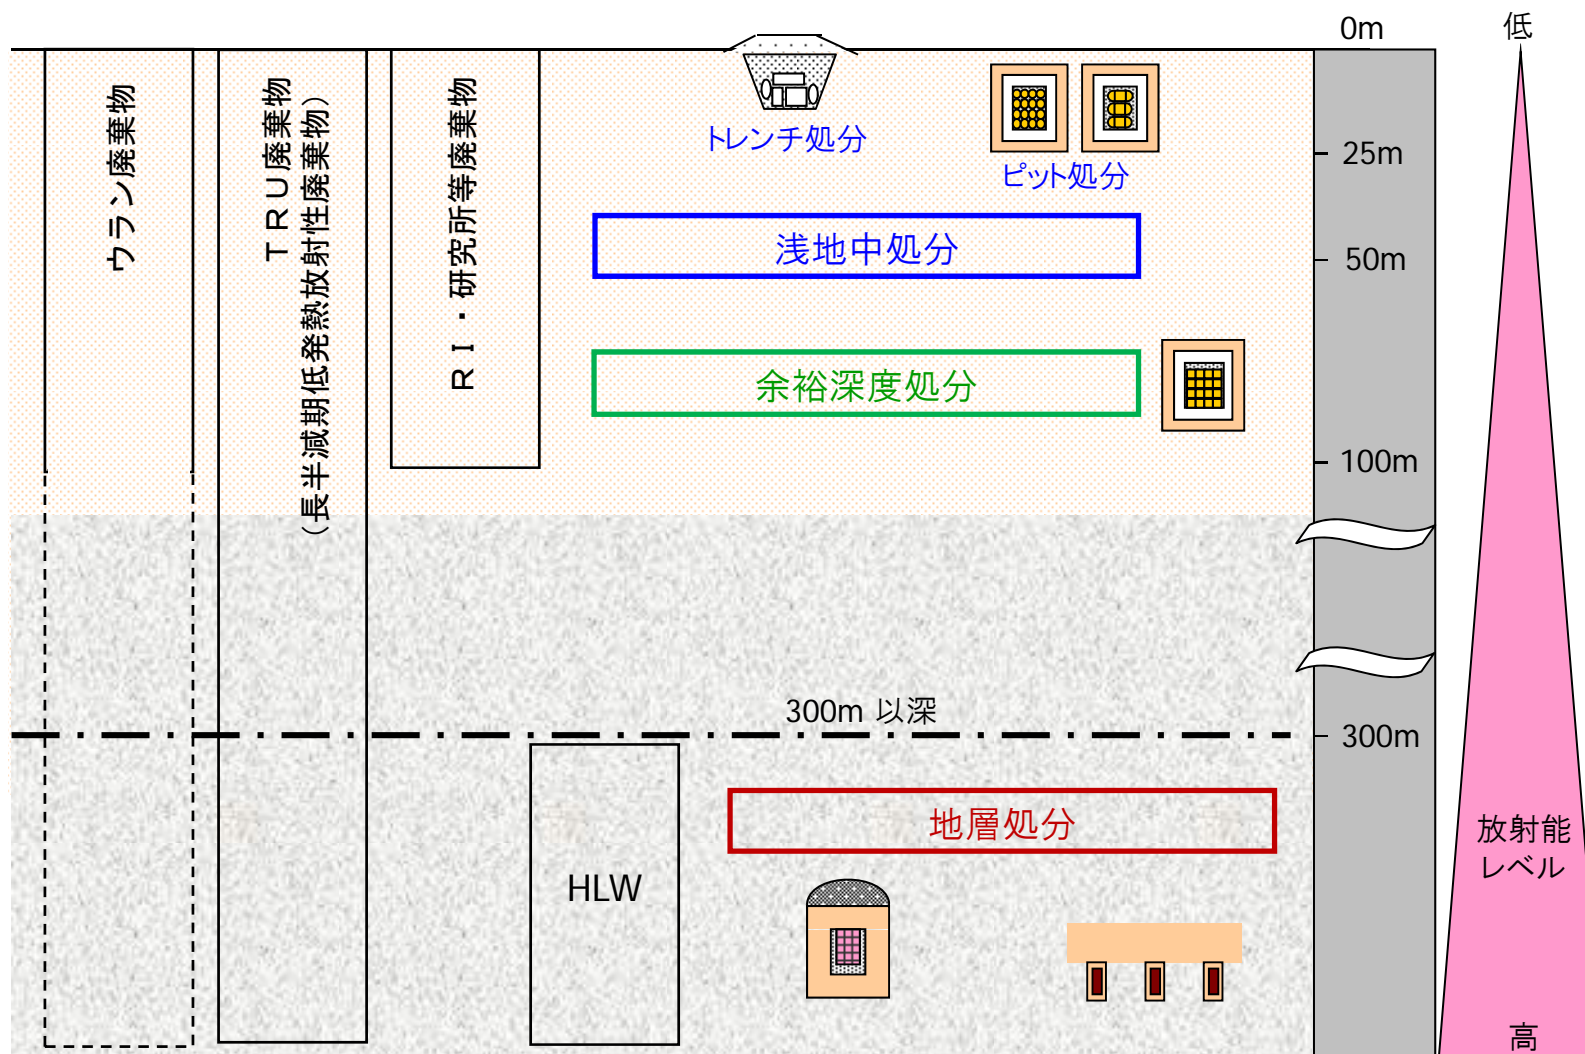 0m
低
ウラン廃棄物
ＴＲＵ廃棄物
（長半減期低発熱放射性廃棄物）
ＲＩ・研究所等廃棄物
トレンチ処分
ピット処分
25m
浅地中処分
50m
余裕深度処分
100m
300m 以深
300m
地層処分
放射能
レベル
HLW
高